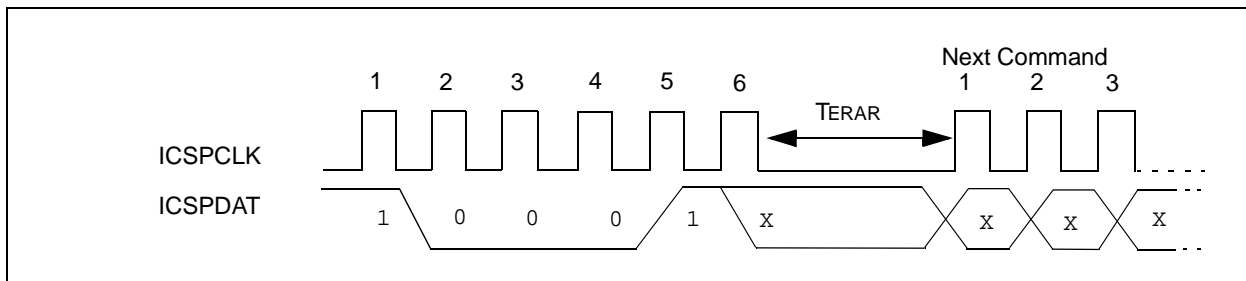 Next Command
1 2 3 4 5 6 1 2 3
TERAR
ICSPCLK
ICSPDAT
1 0 0 0 1 X X X X